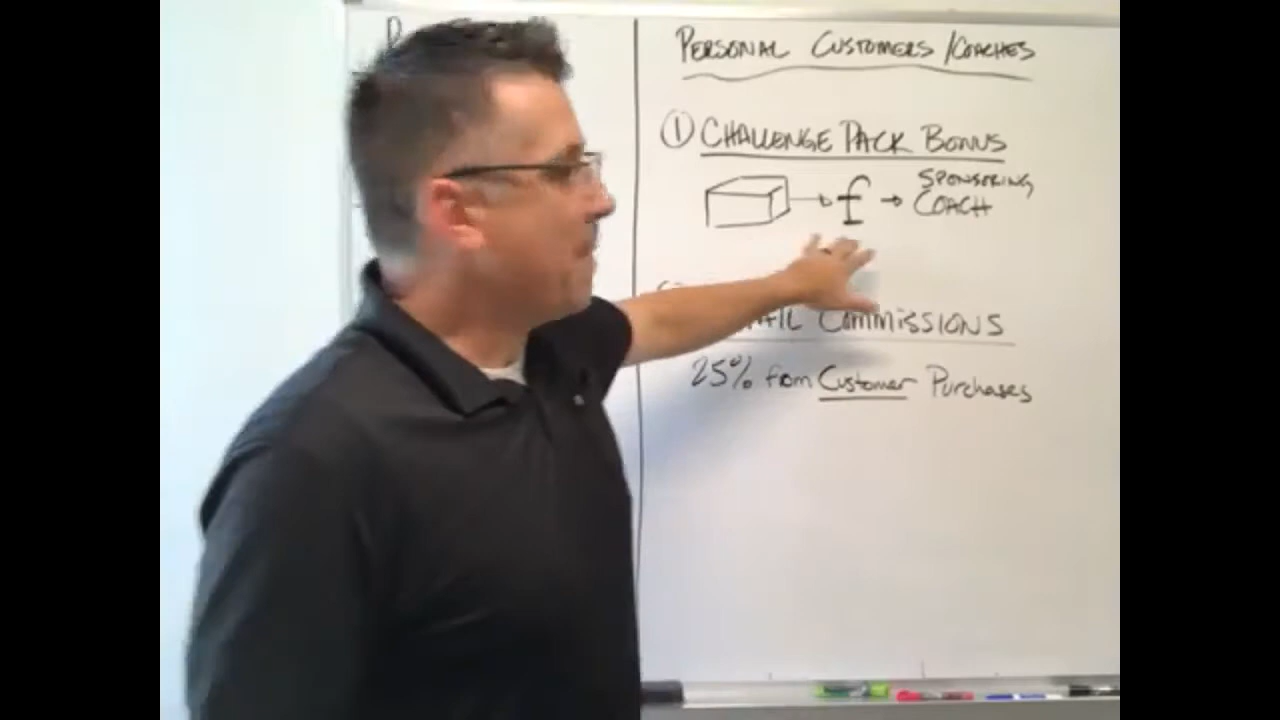 PERSONAL CUSTOMERS/COACHES
① CHALLENGE PACK BONUS
f → SPONSORING
COACH
COMMISSIONS
25% from Customer Purchases